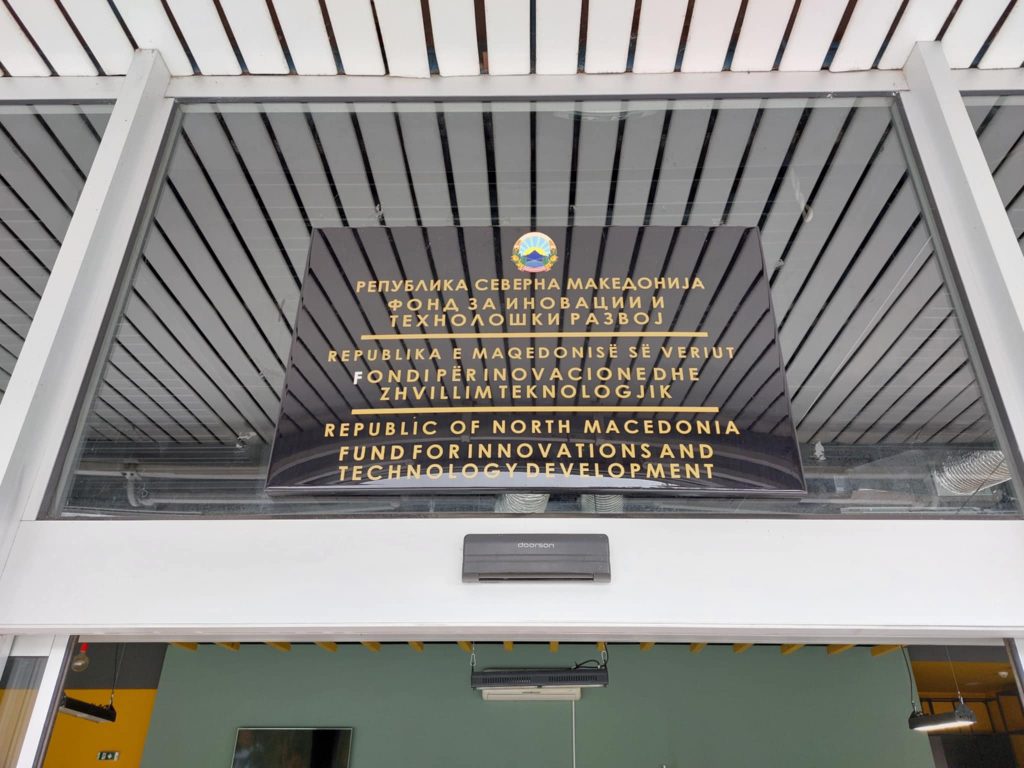 РЕПУБЛИКА СЕВЕРНА МАКЕДОНИЈА
ФОНД ЗА ИНОВАЦИИ И
ТЕХНОЛОШКИ РАЗВОЈ
REPUBLIKA E MAQEDONISË SË VERIUT
FONDI PËR INOVACIONE DHE
ZHVILLIM TEKNOLOGJIK
REPUBLIC OF NORTH MACEDONIA
FUND FOR INNOVATIONS AND
TECHNOLOGY DEVELOPMENT
doorson